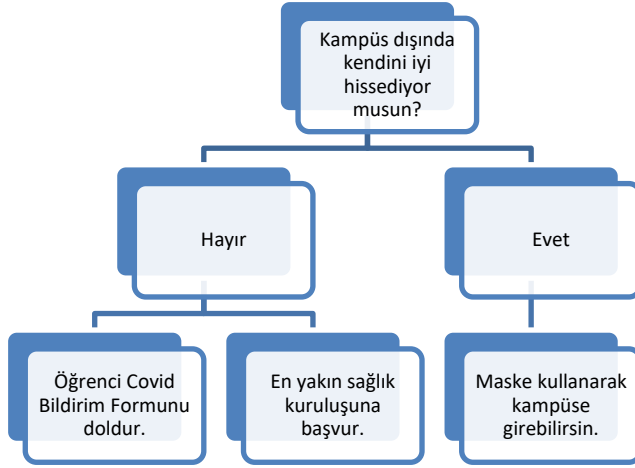 Kampüs dışında
kendini iyi
hissediyor
musun?
Hayır
Evet
Öğrenci Covid
Bildirim Formunu
doldur.
En yakın sağlık
kuruluşuna
başvur.
Maske kullanarak
kampüse
girebilirsin.